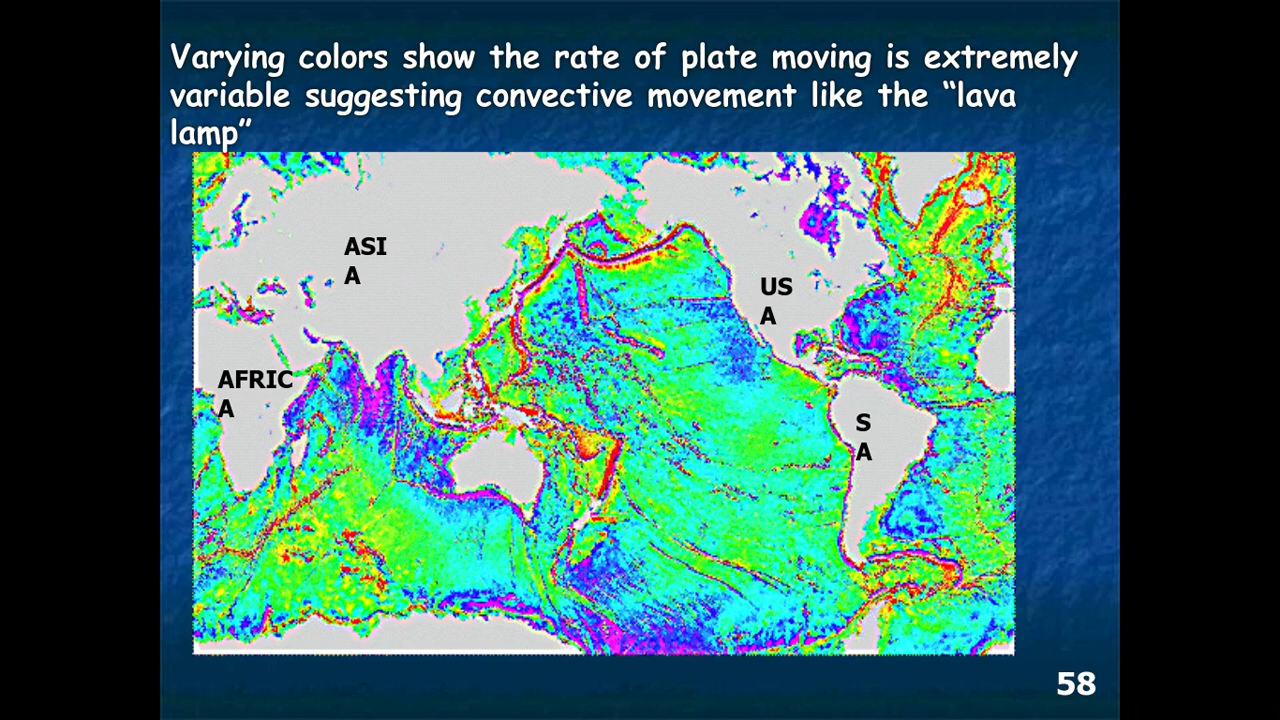 Varying colors show the rate of plate moving is extremely
variable suggesting convective movement like the “lava
lamp”
ASI
A
US
A
AFRIC
A
S
A
58